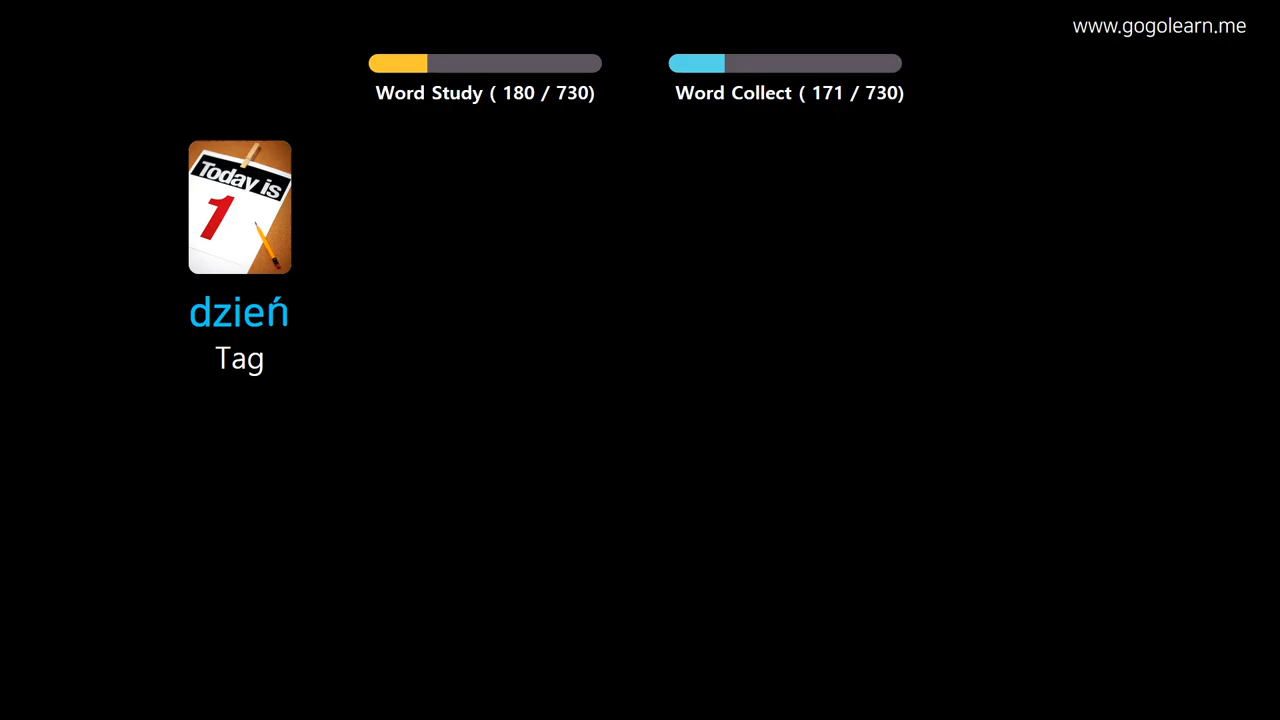 www.gogolearn.me
Word Study ( 180 / 730)
Word Collect ( 171 / 730)
Today is
1
dzień
Tag